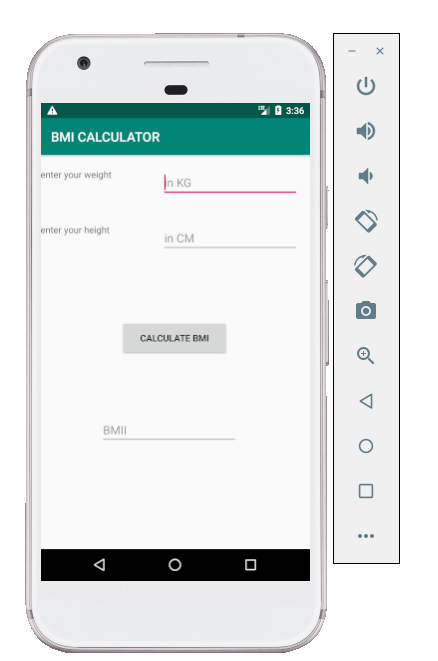 3:36
BMI CALCULATOR
enter your weight
in KG
enter your height
in CM
CALCULATE BMI
BMII